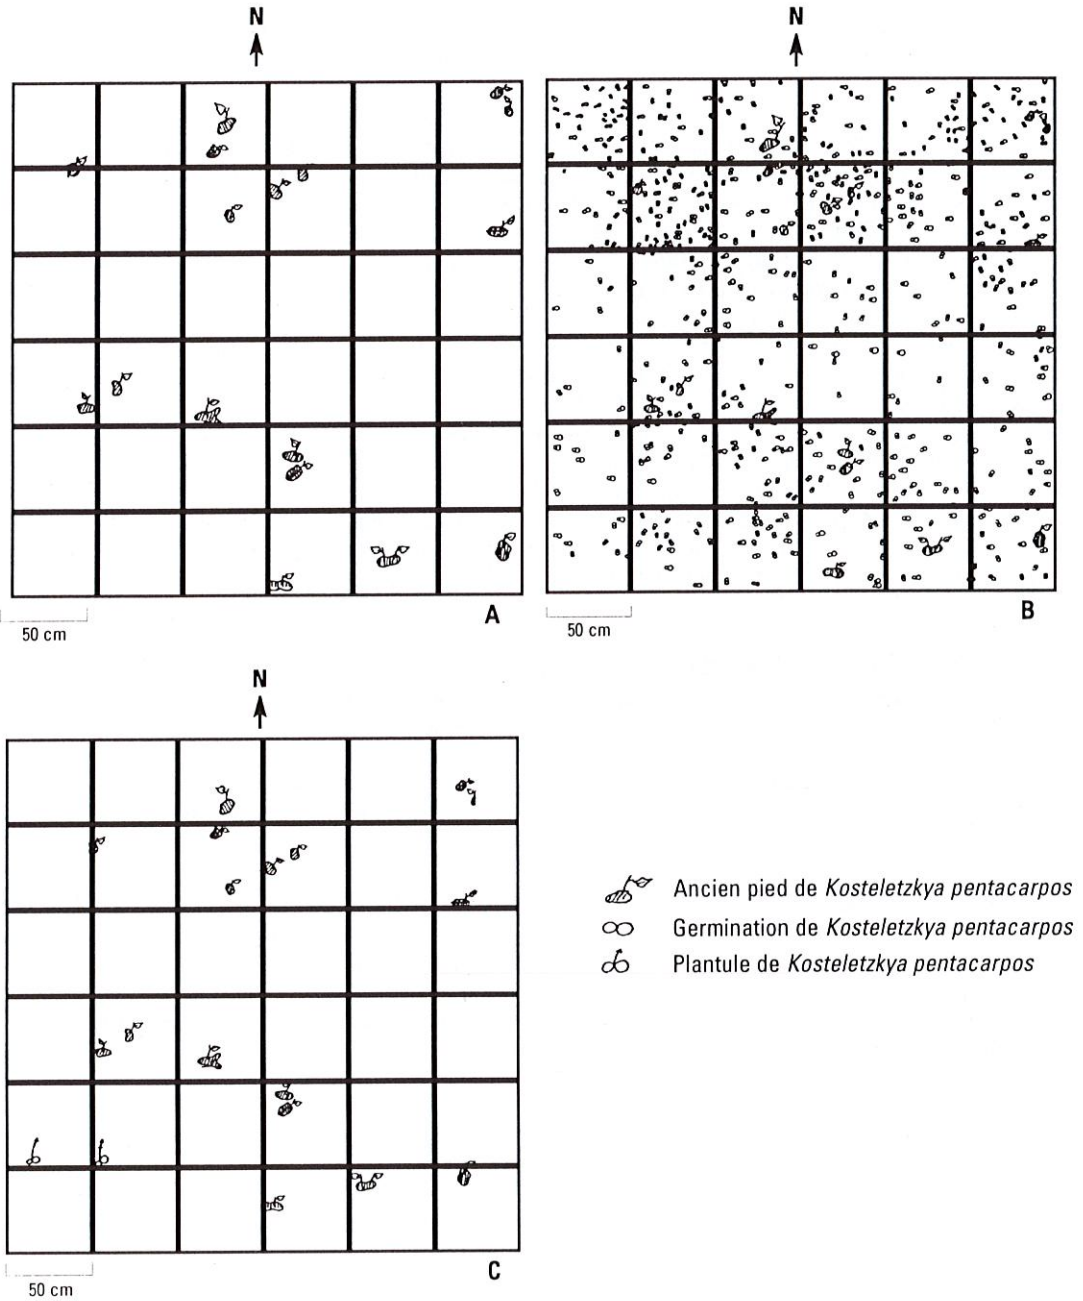 N
N
A
50 cm
B
50 cm
N
Ancien pied de Kosteletzkya pentacarpos
Germination de Kosteletzkya pentacarpos
Plantule de Kosteletzkya pentacarpos
C
50 cm